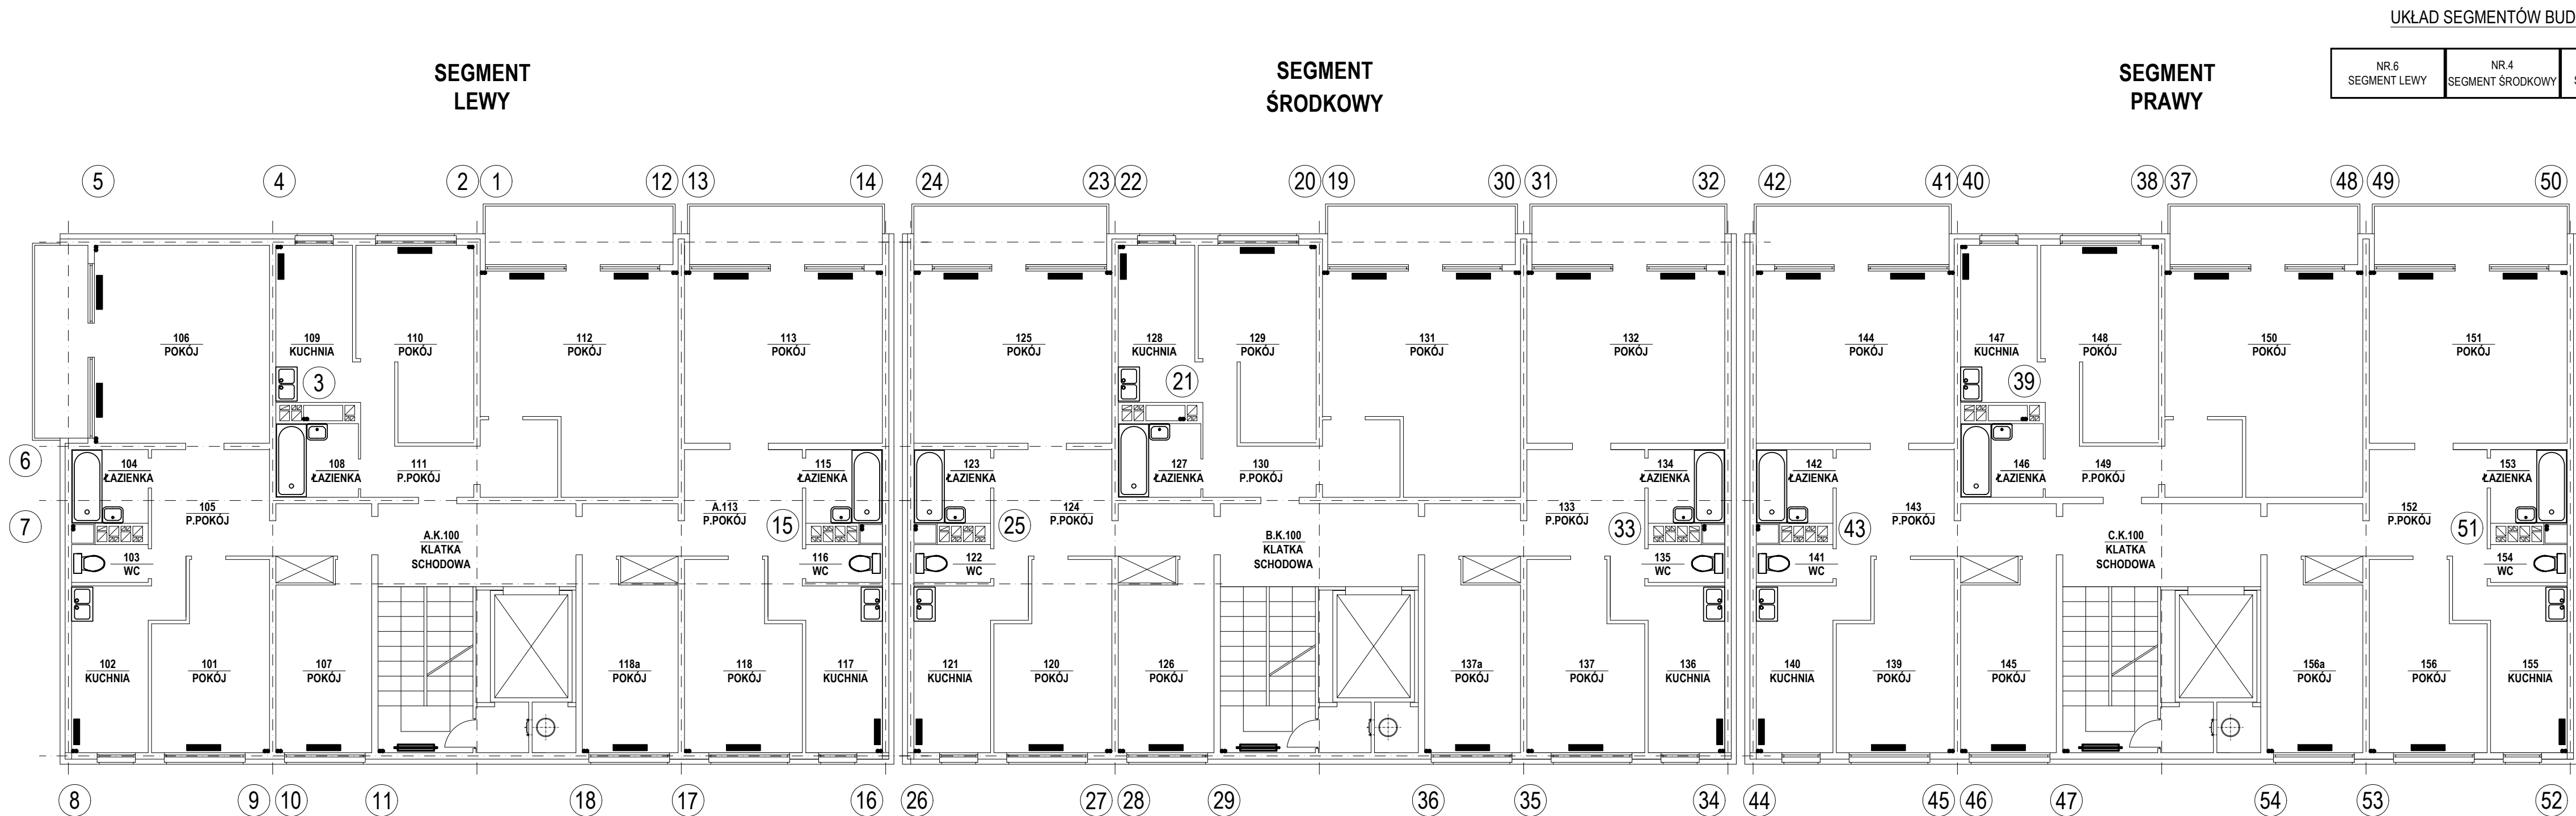 UKŁAD SEGMENTÓW BUD
SEGMENT
LEWY
SEGMENT
ŚRODKOWY
SEGMENT
PRAWY
NR.6
SEGMENT LEWY
NR.4
SEGMENT ŚRODKOWY
5
4
2
1
12
13
14
24
23
22
20
19
30
31
32
42
41
40
38
37
48
49
50
106
POKÓJ
109
KUCHNIA
110
POKÓJ
112
POKÓJ
113
POKÓJ
125
POKÓJ
128
KUCHNIA
129
POKÓJ
131
POKÓJ
132
POKÓJ
144
POKÓJ
147
KUCHNIA
148
POKÓJ
150
POKÓJ
151
POKÓJ
3
21
39
6
104
ŁAZIENKA
108
ŁAZIENKA
111
P.POKÓJ
115
ŁAZIENKA
123
ŁAZIENKA
127
ŁAZIENKA
130
P.POKÓJ
134
ŁAZIENKA
142
ŁAZIENKA
146
ŁAZIENKA
149
P.POKÓJ
153
ŁAZIENKA
7
105
P.POKÓJ
A.113
P.POKÓJ
15
25
124
P.POKÓJ
133
P.POKÓJ
33
43
143
P.POKÓJ
152
P.POKÓJ
51
103
WC
A.K.100
KLATKA
SCHODOWA
116
WC
122
WC
B.K.100
KLATKA
SCHODOWA
135
WC
141
WC
C.K.100
KLATKA
SCHODOWA
154
WC
102
KUCHNIA
101
POKÓJ
107
POKÓJ
118a
POKÓJ
118
POKÓJ
117
KUCHNIA
121
KUCHNIA
120
POKÓJ
126
POKÓJ
137a
POKÓJ
137
POKÓJ
136
KUCHNIA
140
KUCHNIA
139
POKÓJ
145
POKÓJ
156a
POKÓJ
156
POKÓJ
155
KUCHNIA
8
9
10
11
18
17
16
26
27
28
29
36
35
34
44
45
46
47
54
53
52